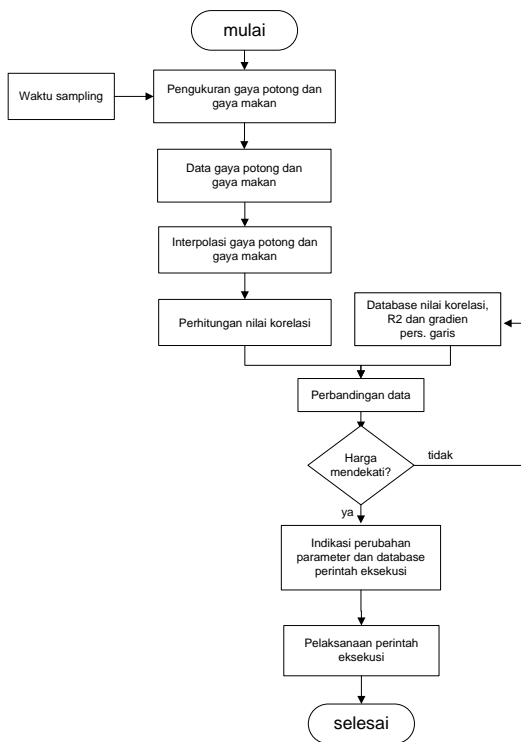 mulai
Waktu sampling
Pengukuran gaya potong dan
gaya makan
Data gaya potong dan
gaya makan
Interpolasi gaya potong dan
gaya makan
Perhitungan nilai korelasi
Database nilai korelasi,
R2 dan gradien
pers. garis
Perbandingan data
Harga
mendekati?
tidak
ya
Indikasi perubahan
parameter dan database
perintah eksekusi
Pelaksanaan perintah
eksekusi
selesai